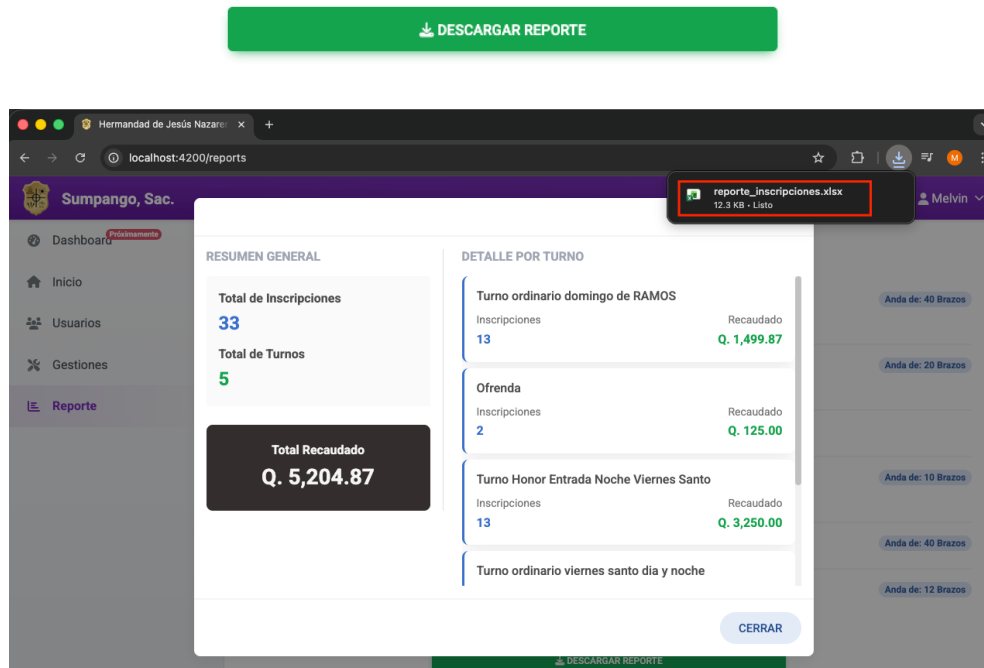 DESCARGAR REPORTE
Hermandad de Jesús Nazaren
localhost:4200/reports
M
reporte_inscripciones.xlsx
12.3 KB • Listo
Sumpango, Sac.
Melvin
Dashboard
Próximamente
Inicio
Usuarios
Gestiones
Reporte
RESUMEN GENERAL
Total de Inscripciones
33
Total de Turnos
5
Total Recaudado
Q. 5,204.87
DETALLE POR TURNO
Turno ordinario domingo de RAMOS
Inscripciones Recaudado
13 Q. 1,499.87
Ofrenda
Inscripciones Recaudado
2 Q. 125.00
Turno Honor Entrada Noche Viernes Santo
Inscripciones Recaudado
13 Q. 3,250.00
Turno ordinario viernes santo dia y noche
CERRAR
Anda de: 40 Brazos
Anda de: 20 Brazos
Anda de: 10 Brazos
Anda de: 40 Brazos
Anda de: 12 Brazos
DESCARGAR REPORTE